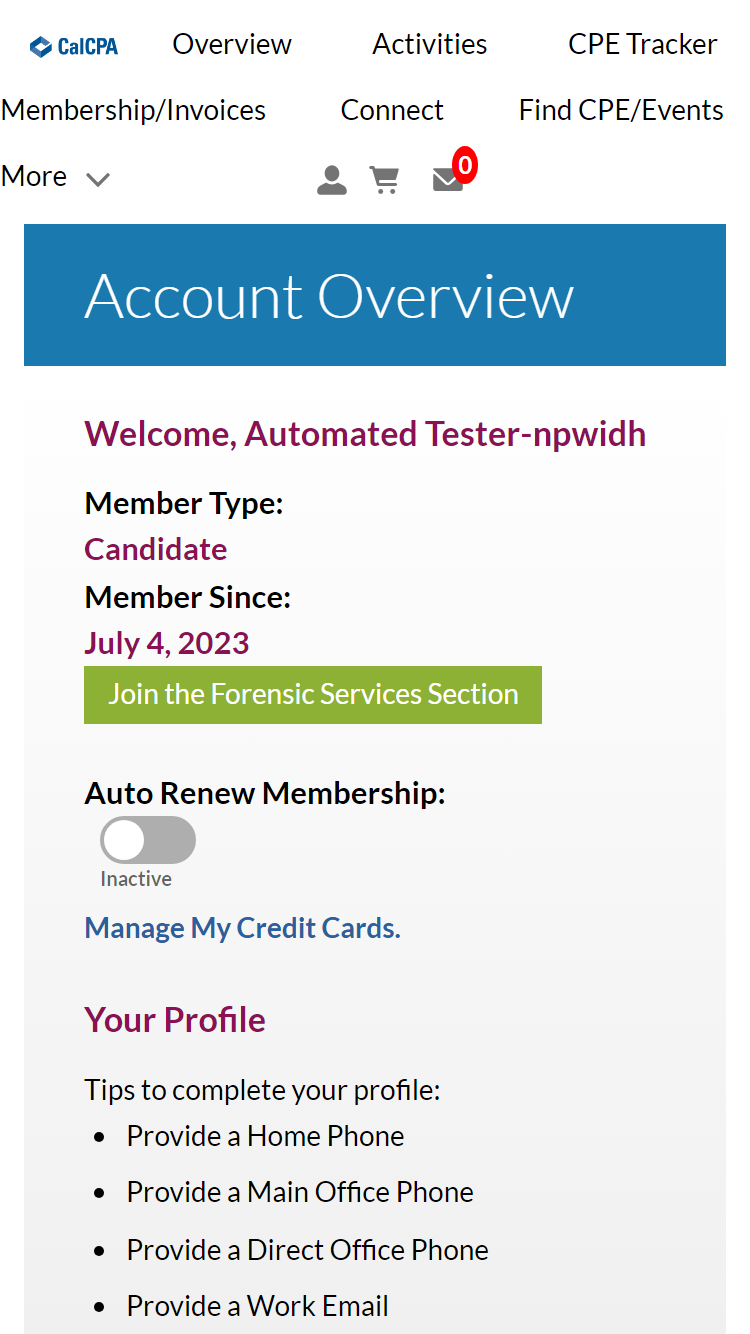 CalCPA Overview Activities CPE Tracker
Membership/Invoices Connect Find CPE/Events
More 0
Account Overview
Welcome, Automated Tester-npwidh
Member Type:
Candidate
Member Since:
July 4, 2023
Join the Forensic Services Section
Auto Renew Membership:
Inactive
Manage My Credit Cards.
Your Profile
Tips to complete your profile:
• Provide a Home Phone
• Provide a Main Office Phone
• Provide a Direct Office Phone
• Provide a Work Email